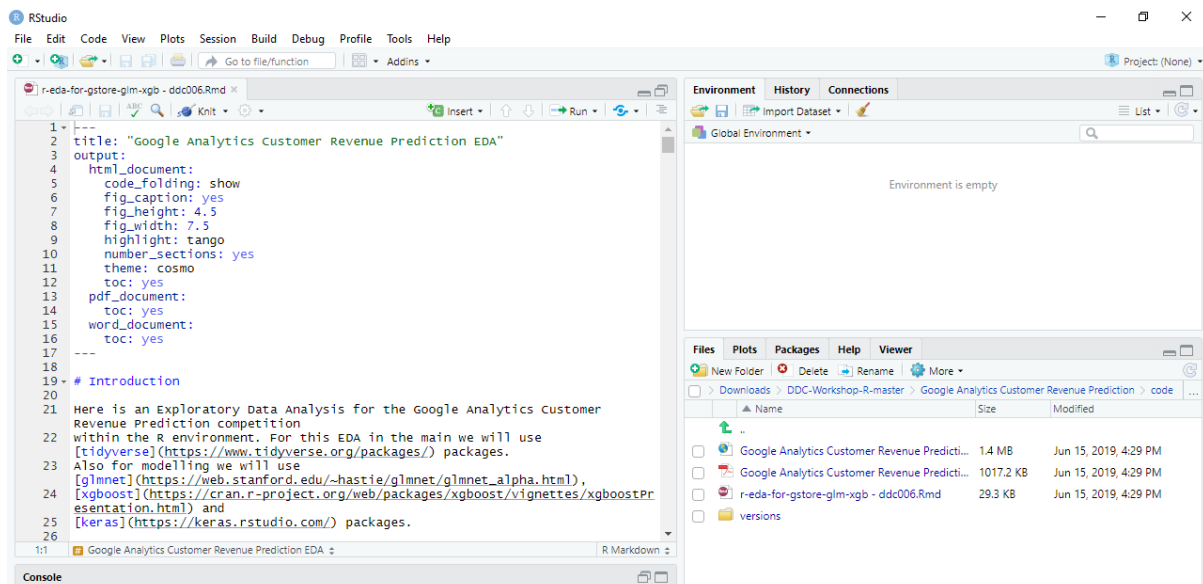 RStudio
File Edit Code View Plots Session Build Debug Profile Tools Help
Go to file/function Addins Project: (None)
r-eda-for-gstore-glm-xgb - ddc006.Rmd
ABC Knit Insert Run
1 ---
2 title: "Google Analytics Customer Revenue Prediction EDA"
3 output:
4 html_document:
5 code_folding: show
6 fig_caption: yes
7 fig_height: 4.5
8 fig_width: 7.5
9 highlight: tango
10 number_sections: yes
11 theme: cosmo
12 toc: yes
13 pdf_document:
14 toc: yes
15 word_document:
16 toc: yes
17 ---
18
19 # Introduction
20
21 Here is an Exploratory Data Analysis for the Google Analytics Customer
Revenue Prediction competition
22 within the R environment. For this EDA in the main we will use
[tidyverse](https://www.tidyverse.org/packages/) packages.
23 Also for modelling we will use
[glmnet](https://web.stanford.edu/~hastie/glmnet/glmnet_alpha.html),
24 [xgboost](https://cran.r-project.org/web/packages/xgboost/vignettes/xgboostPr
esentation.html) and
25 [keras](https://keras.rstudio.com/) packages.
26
1:1 Google Analytics Customer Revenue Prediction EDA R Markdown
Console
Environment History Connections
Import Dataset List
Global Environment
Environment is empty
Files Plots Packages Help Viewer
New Folder Delete Rename More
Downloads > DDC-Workshop-R-master > Google Analytics Customer Revenue Prediction > code ...
Name Size Modified
..
Google Analytics Customer Revenue Predicti... 1.4 MB Jun 15, 2019, 4:29 PM
Google Analytics Customer Revenue Predicti... 1017.2 KB Jun 15, 2019, 4:29 PM
r-eda-for-gstore-glm-xgb - ddc006.Rmd 29.3 KB Jun 15, 2019, 4:29 PM
versions